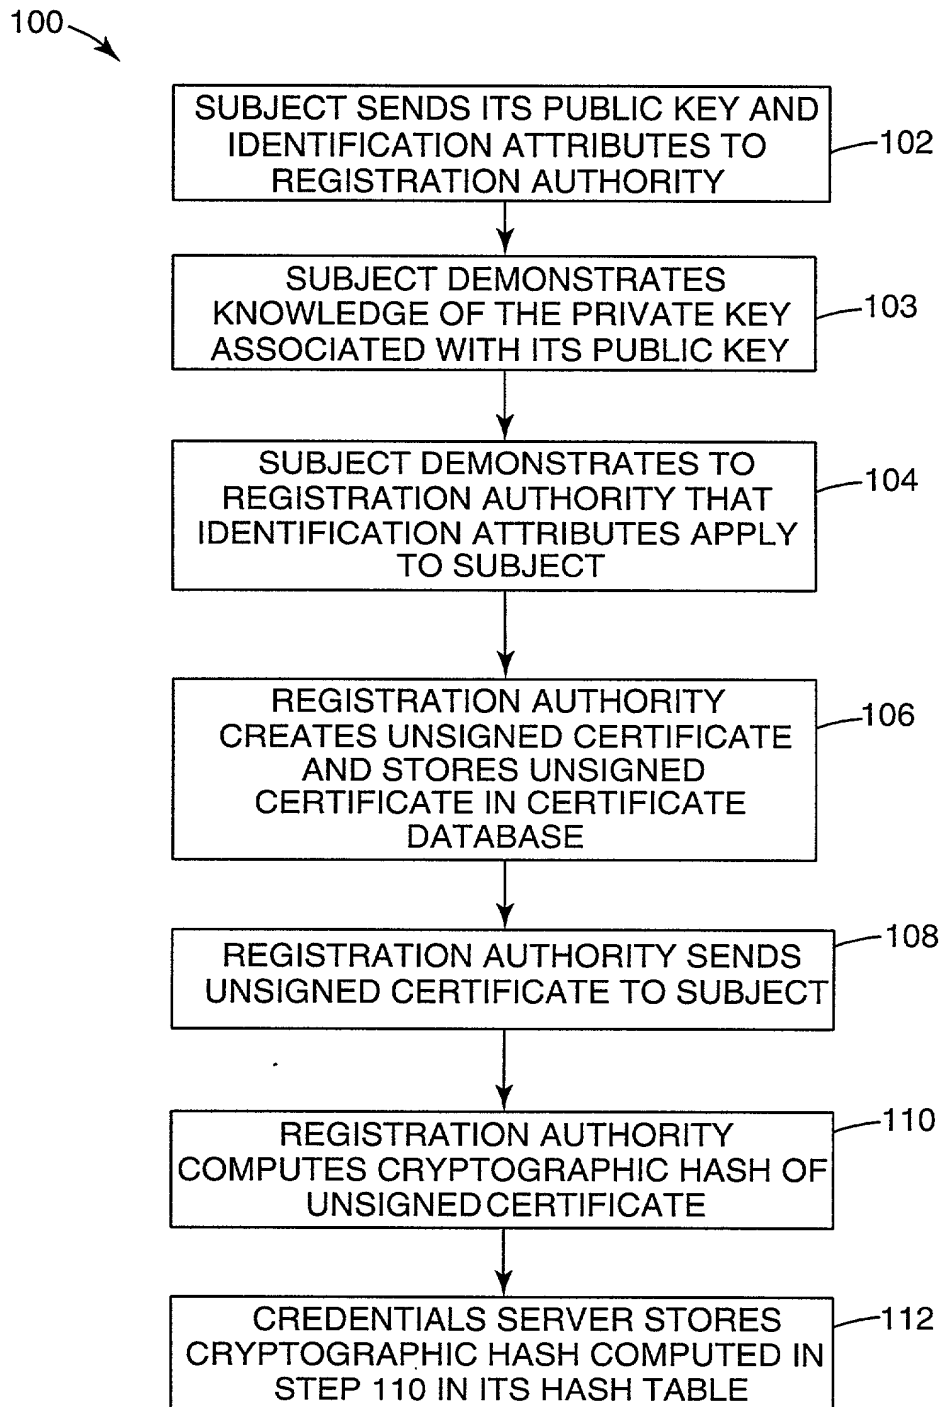 100
SUBJECT SENDS ITS PUBLIC KEY AND
IDENTIFICATION ATTRIBUTES TO
REGISTRATION AUTHORITY
102
SUBJECT DEMONSTRATES
KNOWLEDGE OF THE PRIVATE KEY
ASSOCIATED WITH ITS PUBLIC KEY
103
SUBJECT DEMONSTRATES TO
REGISTRATION AUTHORITY THAT
IDENTIFICATION ATTRIBUTES APPLY
TO SUBJECT
104
REGISTRATION AUTHORITY
CREATES UNSIGNED CERTIFICATE
AND STORES UNSIGNED
CERTIFICATE IN CERTIFICATE
DATABASE
106
REGISTRATION AUTHORITY SENDS
UNSIGNED CERTIFICATE TO SUBJECT
108
REGISTRATION AUTHORITY
COMPUTES CRYPTOGRAPHIC HASH OF
UNSIGNED CERTIFICATE
110
CREDENTIALS SERVER STORES
CRYPTOGRAPHIC HASH COMPUTED IN
STEP 110 IN ITS HASH TABLE
112